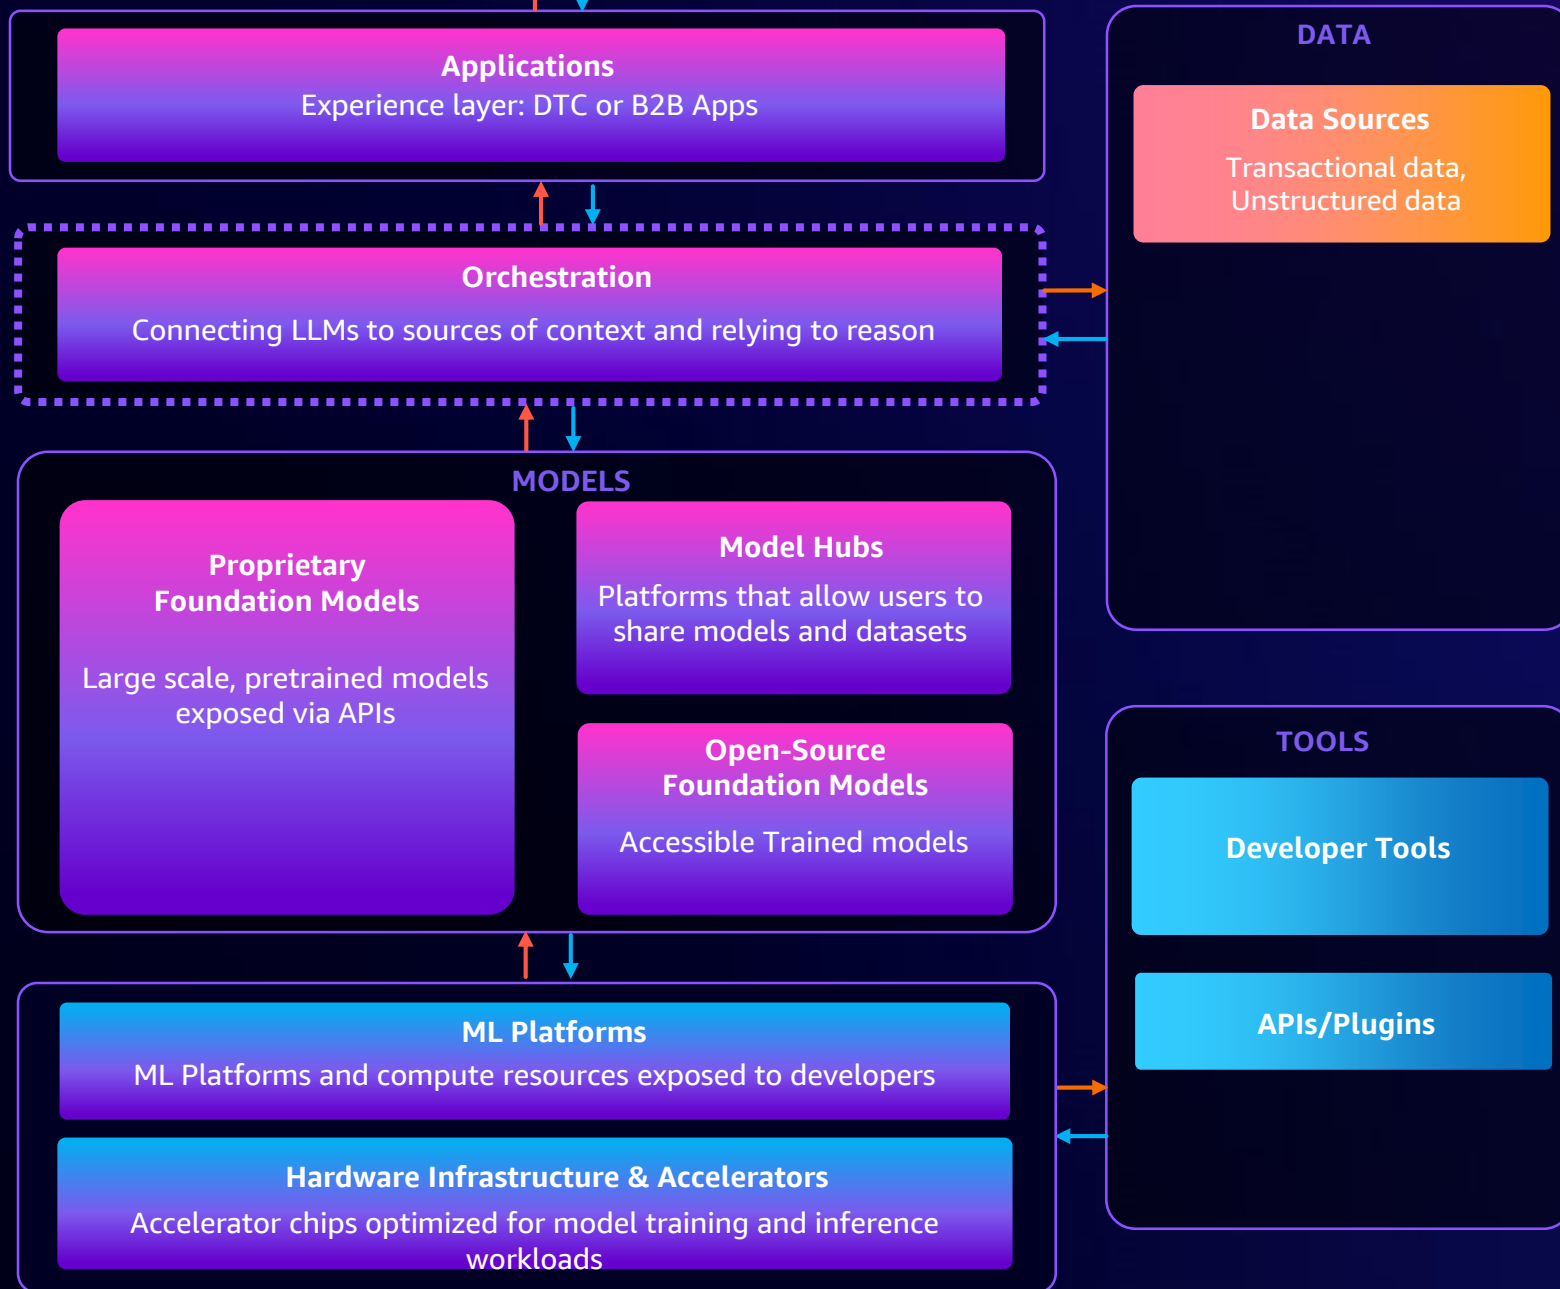 Applications
Experience layer: DTC or B2B Apps
Orchestration
Connecting LLMs to sources of context and relying to reason
MODELS
Proprietary
Foundation Models
Large scale, pretrained models
exposed via APIs
Model Hubs
Platforms that allow users to
share models and datasets
Open-Source
Foundation Models
Accessible Trained models
ML Platforms
ML Platforms and compute resources exposed to developers
Hardware Infrastructure & Accelerators
Accelerator chips optimized for model training and inference
workloads
DATA
Data Sources
Transactional data,
Unstructured data
TOOLS
Developer Tools
APIs/Plugins